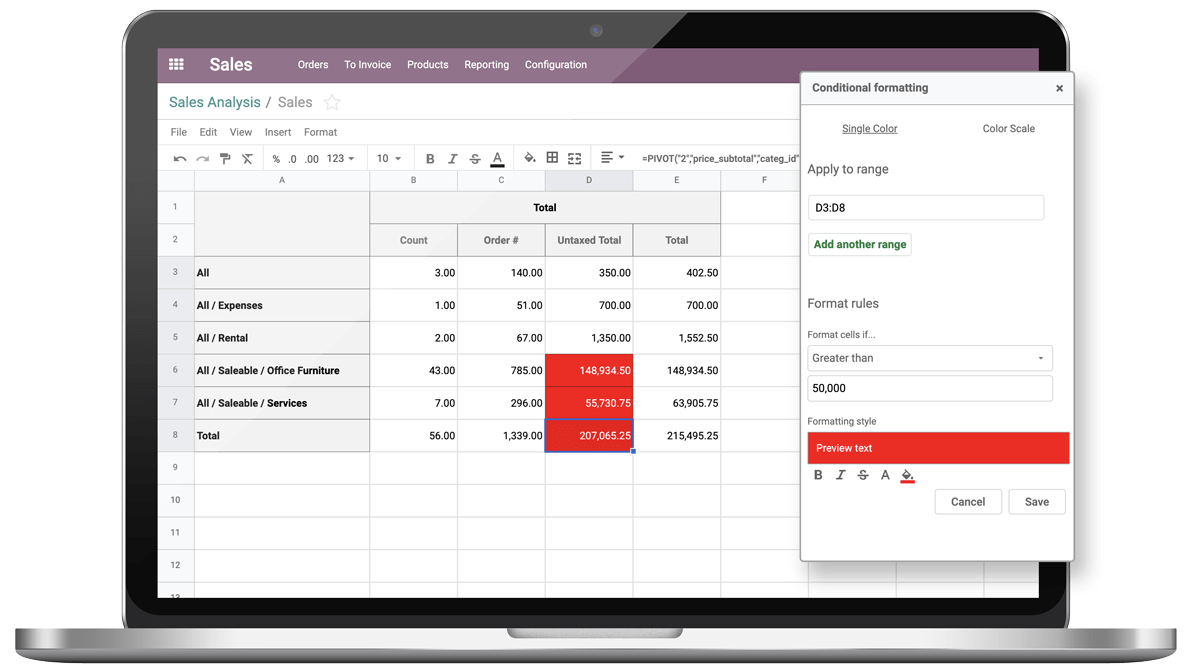 Sales Orders To Invoice Products Reporting Configuration
Sales Analysis / Sales
File Edit View Insert Format
% .0 .00 123 10 B I S A =PIVOT("2","price_subtotal","categ_id"
A B C D E F
1 Total
2 Count Order # Untaxed Total Total
3 All 3.00 140.00 350.00 402.50
4 All / Expenses 1.00 51.00 700.00 700.00
5 All / Rental 2.00 67.00 1,350.00 1,552.50
6 All / Saleable / Office Furniture 43.00 785.00 148,934.50 148,934.50
7 All / Saleable / Services 7.00 296.00 55,730.75 63,905.75
8 Total 56.00 1,339.00 207,065.25 215,495.25
9
10
11
12
13
Conditional formatting ×
Single Color Color Scale
Apply to range
D3:D8
Add another range
Format rules
Format cells if...
Greater than
50,000
Formatting style
Preview text
B I S A
Cancel Save